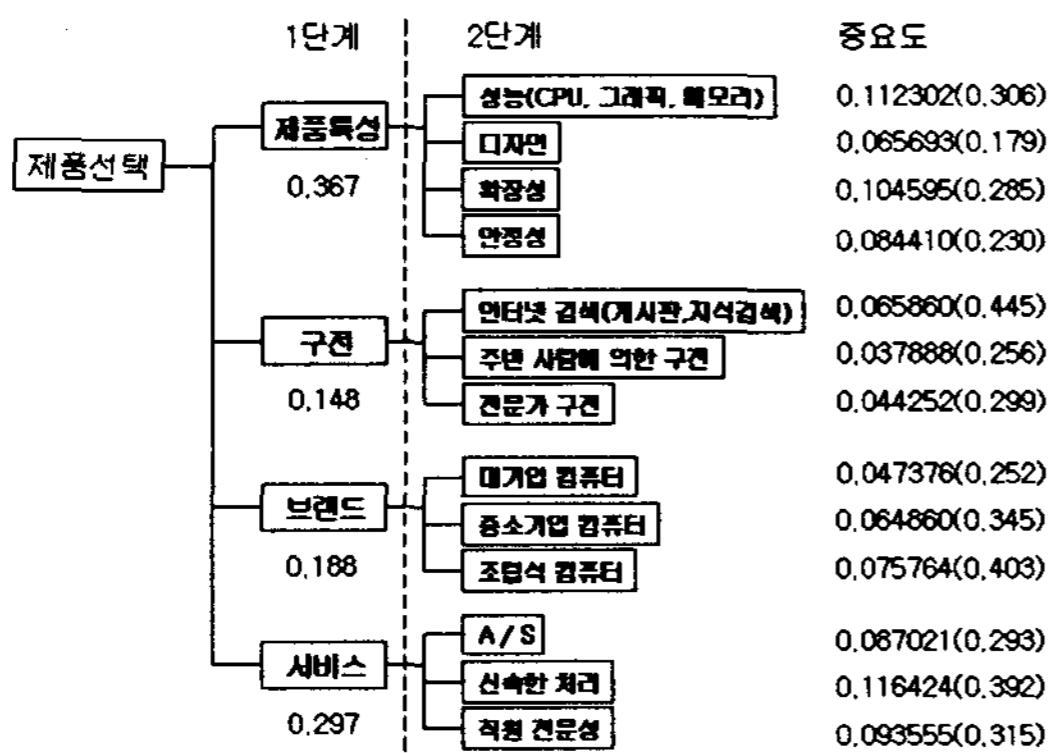 1단계 2단계 중요도
제품선택
제품특성
0.367
성능(CPU, 그래픽, 메모리) 0.112302(0.306)
디자인 0.065693(0.179)
확장성 0.104595(0.285)
안정성 0.084410(0.230)
구전
0.148
인터넷 검색(게시판,지식검색) 0.065860(0.445)
주변 사람에 의한 구전 0.037888(0.256)
전문가 구전 0.044252(0.299)
브랜드
0.188
대기업 컴퓨터 0.047376(0.252)
중소기업 컴퓨터 0.064860(0.345)
조립식 컴퓨터 0.075764(0.403)
서비스
0.297
A/S 0.087021(0.293)
신속한 처리 0.116424(0.392)
직원 전문성 0.093555(0.315)